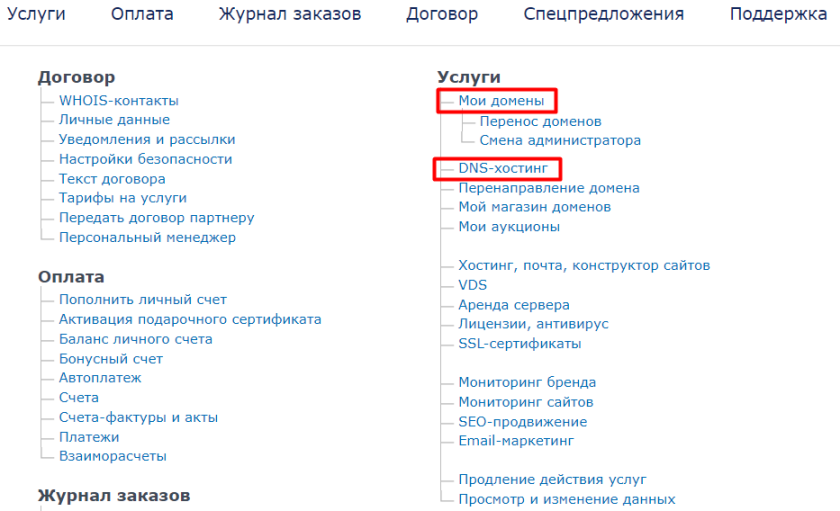 Услуги Оплата Журнал заказов Договор Спецпредложения Поддержка
Договор
WHOIS-контакты
Личные данные
Уведомления и рассылки
Настройки безопасности
Текст договора
Тарифы на услуги
Передать договор партнеру
Персональный менеджер
Оплата
Пополнить личный счет
Активация подарочного сертификата
Баланс личного счета
Бонусный счет
Автоплатеж
Счета
Счета-фактуры и акты
Платежи
Взаиморасчеты
Журнал заказов
Услуги
Мои домены
Перенос доменов
Смена администратора
DNS-хостинг
Перенаправление домена
Мой магазин доменов
Мои аукционы
Хостинг, почта, конструктор сайтов
VDS
Аренда сервера
Лицензии, антивирус
SSL-сертификаты
Мониторинг бренда
Мониторинг сайтов
SEO-продвижение
Email-маркетинг
Продление действия услуг
Просмотр и изменение данных